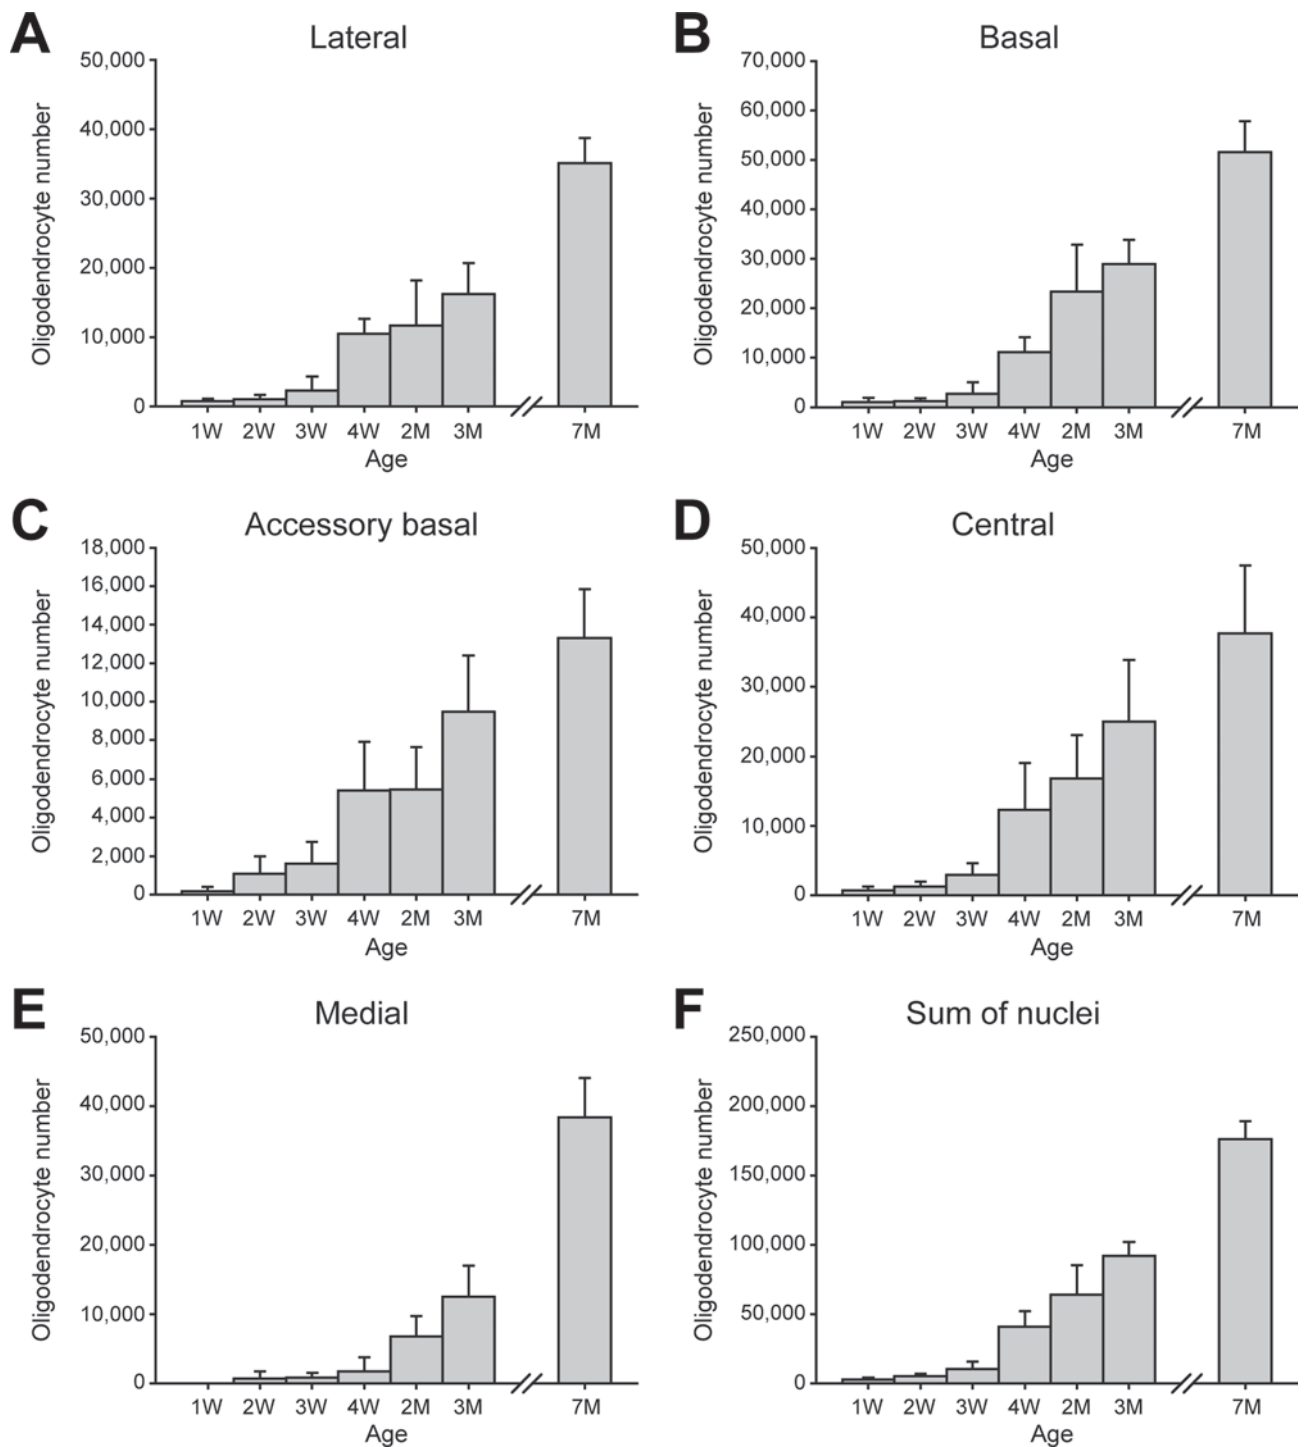 A
Lateral
Oligodendrocyte number
50,000
40,000
30,000
20,000
10,000
0
1W 2W 3W 4W 2M 3M 7M
Age
B
Basal
Oligodendrocyte number
70,000
60,000
50,000
40,000
30,000
20,000
10,000
0
1W 2W 3W 4W 2M 3M 7M
Age
C
Accessory basal
Oligodendrocyte number
18,000
16,000
14,000
12,000
10,000
8,000
6,000
4,000
2,000
0
1W 2W 3W 4W 2M 3M 7M
Age
D
Central
Oligodendrocyte number
50,000
40,000
30,000
20,000
10,000
0
1W 2W 3W 4W 2M 3M 7M
Age
E
Medial
Oligodendrocyte number
50,000
40,000
30,000
20,000
10,000
0
1W 2W 3W 4W 2M 3M 7M
Age
F
Sum of nuclei
Oligodendrocyte number
250,000
200,000
150,000
100,000
50,000
0
1W 2W 3W 4W 2M 3M 7M
Age